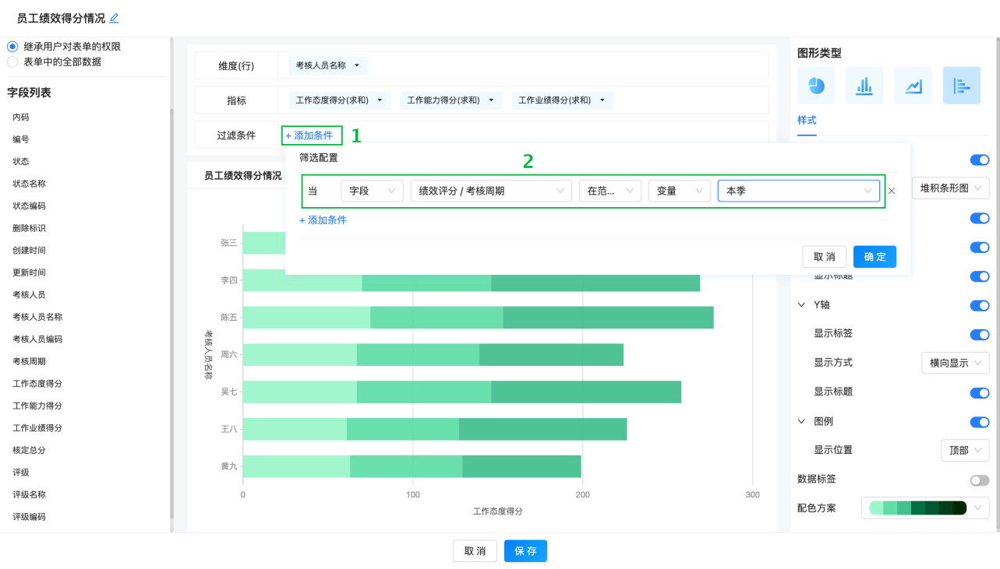 员工绩效得分情况
继承用户对表单的权限
表单中的全部数据
字段列表
内码
编号
状态
状态名称
状态编码
删除标识
创建时间
更新时间
考核人员
考核人员名称
考核人员编码
考核周期
工作态度得分
工作能力得分
工作业绩得分
核定总分
评级
评级名称
评级编码
维度(行) 考核人员名称
指标 工作态度得分(求和) 工作能力得分(求和) 工作业绩得分(求和)
过滤条件 + 添加条件 1
筛选配置 2
当 字段 绩效评分 / 考核周期 在范... 变量 本季
+ 添加条件
取 消 确 定
员工绩效得分情况
张三
李四
陈五
周六
吴七
王八
黄九
考核人员名称
0 100 200 300
工作态度得分
图形类型
样式
堆积条形图
显示标题
Y轴
显示标签
显示方式 横向显示
显示标题
图例
显示位置 顶部
数据标签
配色方案
取 消 保 存